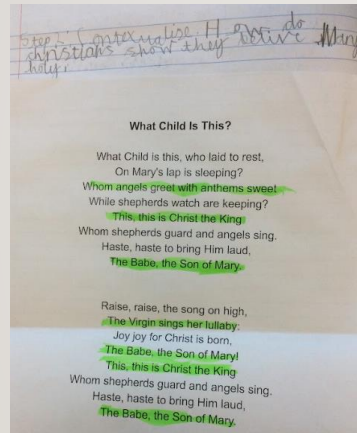 Step 2: Contextualise How do
christians show they believe Mary
holy.
What Child Is This?
What Child is this, who laid to rest,
On Mary's lap is sleeping?
Whom angels greet with anthems sweet
While shepherds watch are keeping?
This, this is Christ the King.
Whom shepherds guard and angels sing.
Haste, haste to bring Him laud,
The Babe, the Son of Mary.
Raise, raise, the song on high,
The Virgin sings her lullaby:
Joy joy for Christ is born,
The Babe, the Son of Mary!
This, this is Christ the King
Whom shepherds guard and angels sing.
Haste, haste to bring Him laud,
The Babe, the Son of Mary,